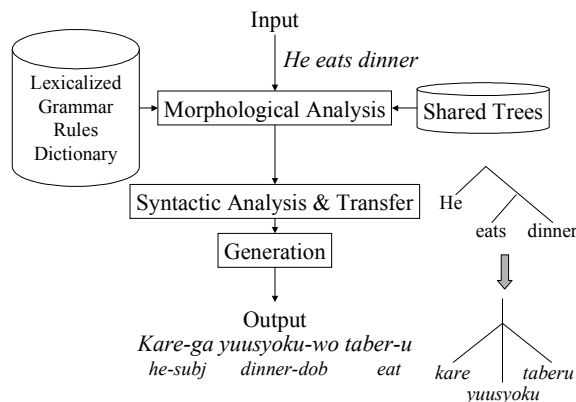 Input
He eats dinner
Lexicalized
Grammar
Rules
Dictionary
Morphological Analysis
Shared Trees
Syntactic Analysis & Transfer
He
eats dinner
Generation
Output
Kare-ga yuusyoku-wo taber-u
he-subj dinner-dob eat
kare taberu
yuusyoku